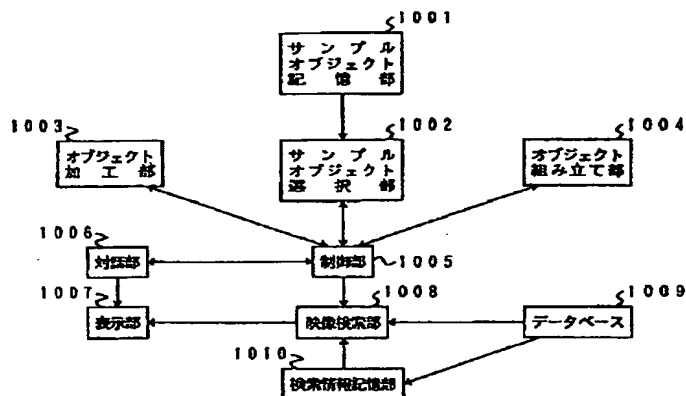 1001
サンプル
オブジェクト
記憶部
1003
1002
1004
オブジェクト
加工部
サンプル
オブジェクト
選択部
オブジェクト
組み立て部
1006
対話部
制御部
1005
1007
1008
1009
表示部
映像検索部
データベース
1010
検索情報記憶部